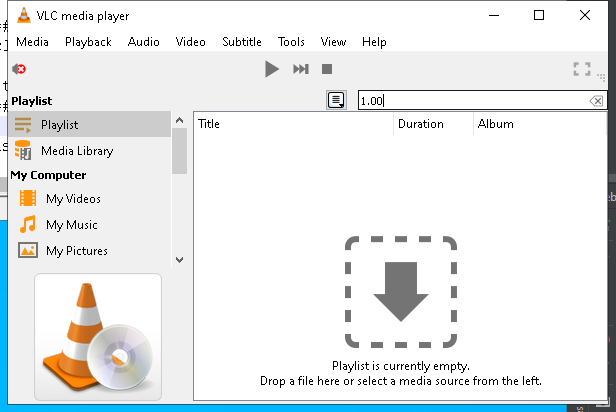 VLC media player
Media Playback Audio Video Subtitle Tools View Help
Playlist
1.00
Playlist
Media Library
My Computer
My Videos
My Music
My Pictures
Title Duration Album
Playlist is currently empty.
Drop a file here or select a media source from the left.